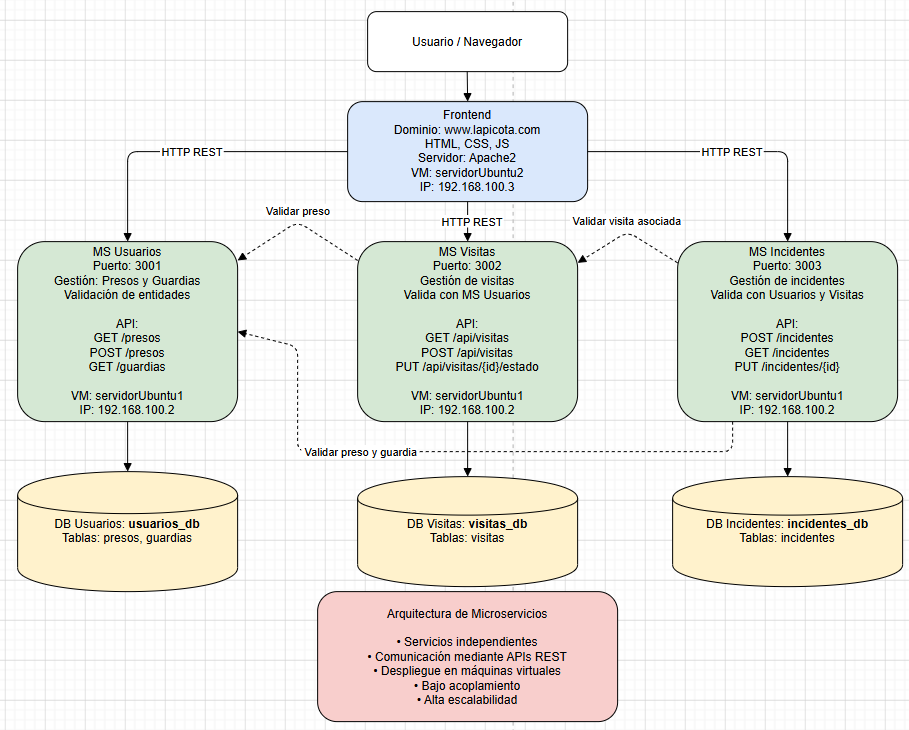 Usuario / Navegador
Frontend
Dominio: www.lapicota.com
HTML, CSS, JS
Servidor: Apache2
VM: servidorUbuntu2
IP: 192.168.100.3
HTTP REST
HTTP REST
HTTP REST
Validar preso
Validar visita asociada
MS Usuarios
Puerto: 3001
Gestión: Presos y Guardias
Validación de entidades
API:
GET /presos
POST /presos
GET /guardias
VM: servidorUbuntu1
IP: 192.168.100.2
MS Visitas
Puerto: 3002
Gestión de visitas
Valida con MS Usuarios
API:
GET /api/visitas
POST /api/visitas
PUT /api/visitas/{id}/estado
VM: servidorUbuntu1
IP: 192.168.100.2
MS Incidentes
Puerto: 3003
Gestión de incidentes
Valida con Usuarios y Visitas
API:
POST /incidentes
GET /incidentes
PUT /incidentes/{id}
VM: servidorUbuntu1
IP: 192.168.100.2
Validar preso y guardia
DB Usuarios: usuarios_db
Tablas: presos, guardias
DB Visitas: visitas_db
Tablas: visitas
DB Incidentes: incidentes_db
Tablas: incidentes
Arquitectura de Microservicios
• Servicios independientes
• Comunicación mediante APIs REST
• Despliegue en máquinas virtuales
• Bajo acoplamiento
• Alta escalabilidad